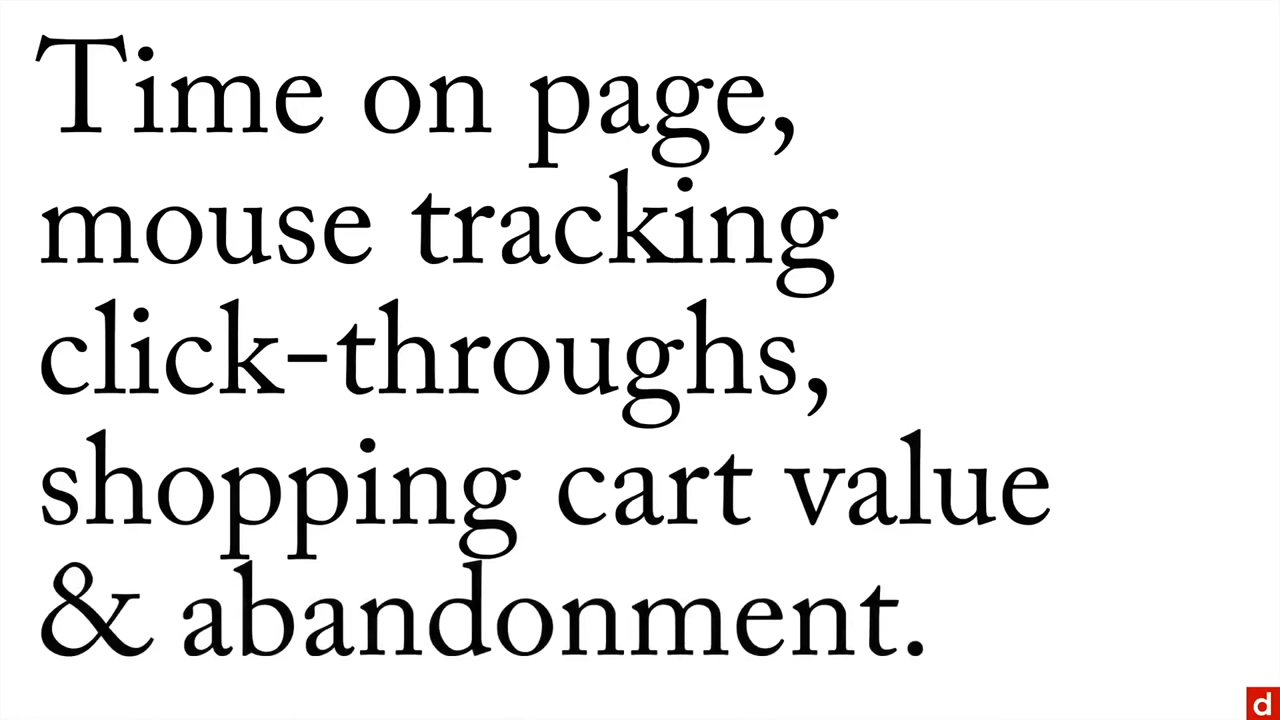 Time on page,
mouse tracking
click-throughs,
shopping cart value
& abandonment.
d